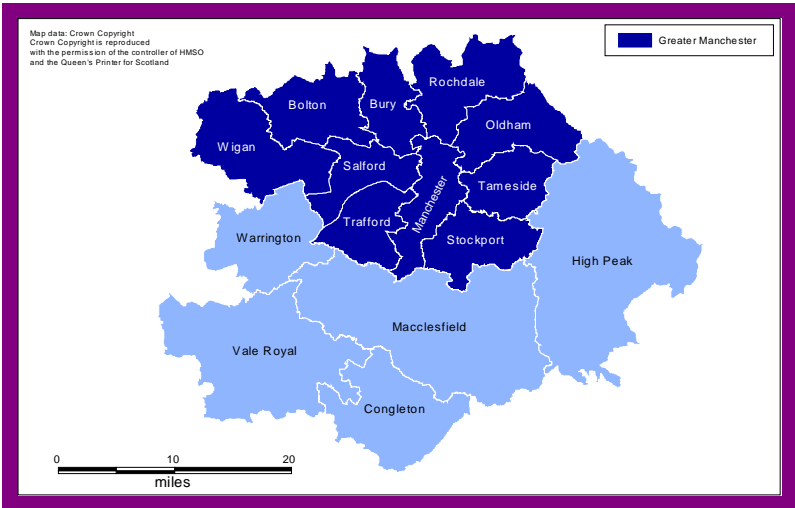 Map data: Crown Copyright
Crown Copyright is reproduced
with the permission of the controller of HMSO
and the Queen's Printer for Scotland
Greater Manchester
Rochdale
Bolton
Bury
Oldham
Wigan
Salford
Tameside
Manchester
Trafford
Warrington
Stockport
High Peak
Macclesfield
Vale Royal
Congleton
0 10 20
miles